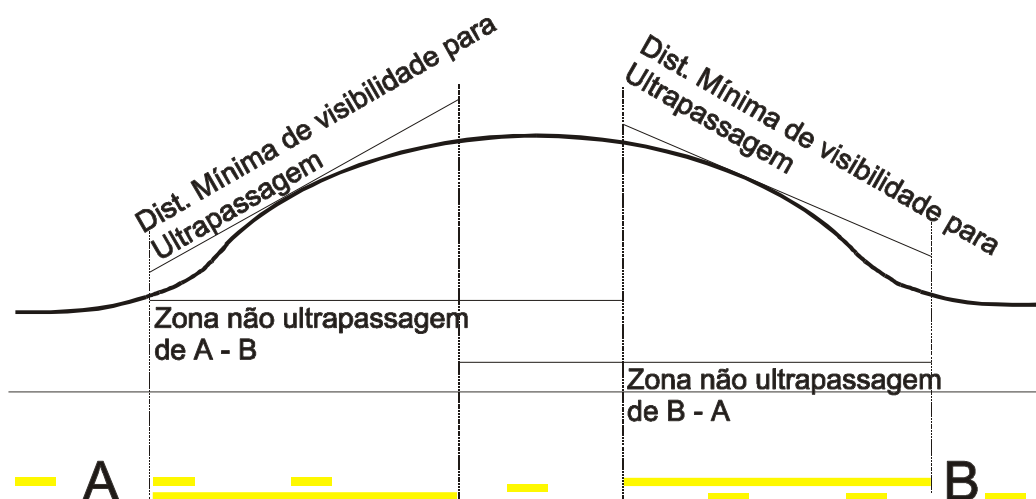 Dist. Mínima de visibilidade para
Ultrapassagem
Dist. Mínima de visibilidade para
Ultrapassagem
Zona não ultrapassagem
de A - B
Zona não ultrapassagem
de B - A
A
B